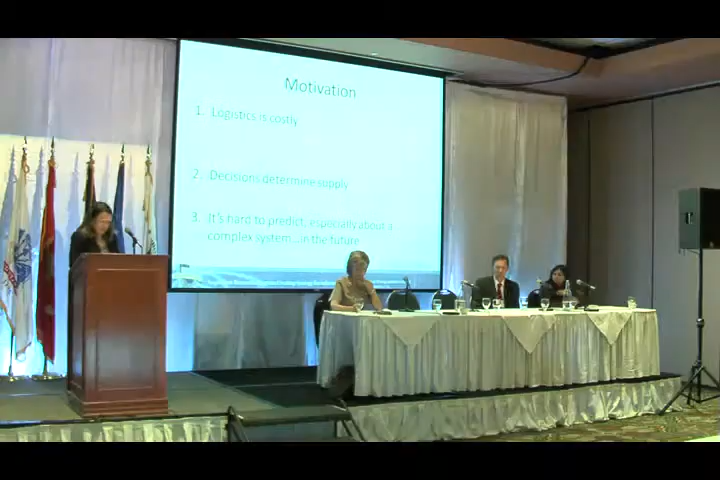 Motivation
1. Logistics is costly
2. Decisions determine supply
3. It's hard to predict, especially about a
complex system…in the future